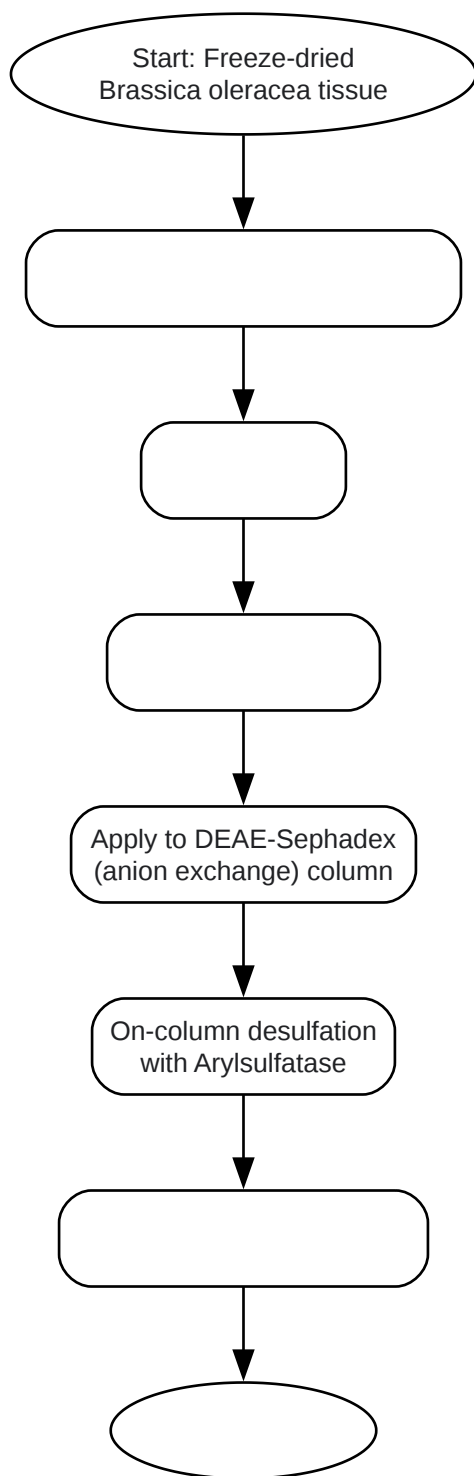 Start: Freeze-dried
Brassica oleracea tissue
Apply to DEAE-Sephadex
(anion exchange) column
On-column desulfation
with Arylsulfatase